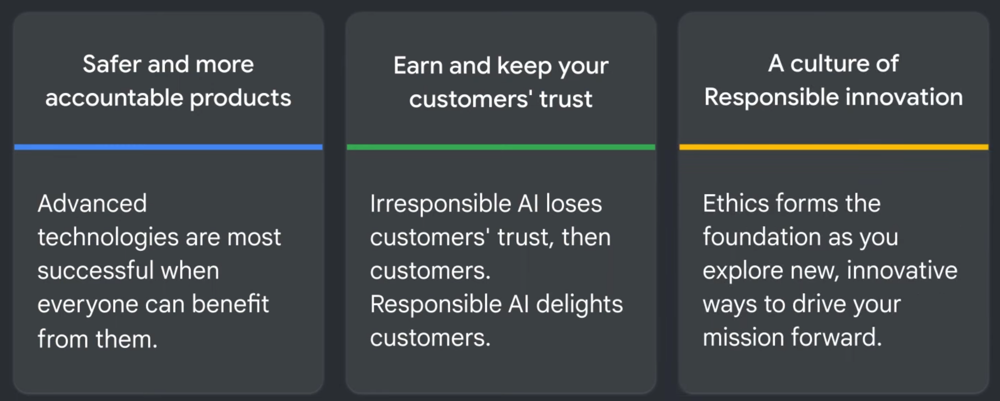 Safer and more
accountable products
Advanced
technologies are most
successful when
everyone can benefit
from them.
Earn and keep your
customers' trust
Irresponsible AI loses
customers' trust, then
customers.
Responsible AI delights
customers.
A culture of
Responsible innovation
Ethics forms the
foundation as you
explore new, innovative
ways to drive your
mission forward.